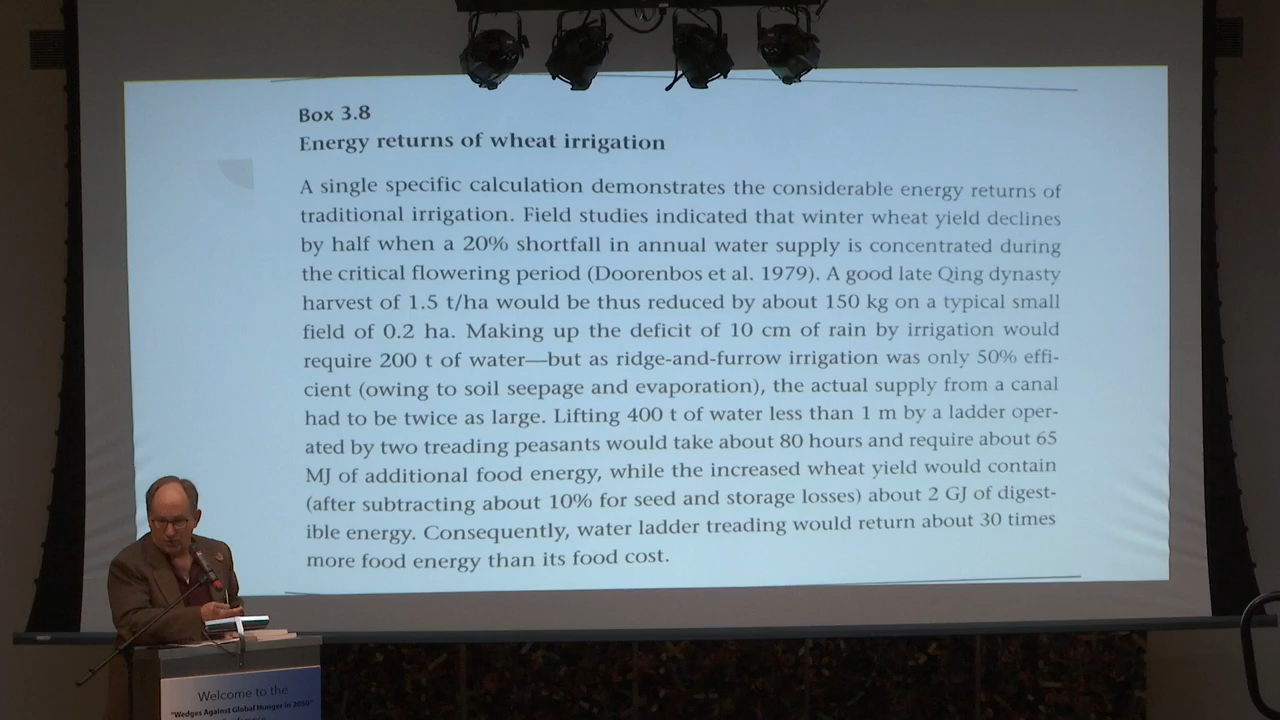 Box 3.8
Energy returns of wheat irrigation
A single specific calculation demonstrates the considerable energy returns of
traditional irrigation. Field studies indicated that winter wheat yield declines
by half when a 20% shortfall in annual water supply is concentrated during
the critical flowering period (Doorenbos et al. 1979). A good late Qing dynasty
harvest of 1.5 t/ha would be thus reduced by about 150 kg on a typical small
field of 0.2 ha. Making up the deficit of 10 cm of rain by irrigation would
require 200 t of water—but as ridge-and-furrow irrigation was only 50% effi-
cient (owing to soil seepage and evaporation), the actual supply from a canal
had to be twice as large. Lifting 400 t of water less than 1 m by a ladder oper-
ated by two treading peasants would take about 80 hours and require about 65
MJ of additional food energy, while the increased wheat yield would contain
(after subtracting about 10% for seed and storage losses) about 2 GJ of digest-
ible energy. Consequently, water ladder treading would return about 30 times
more food energy than its food cost.
Welcome to the
"Wedges Against Global Hunger in 2050"